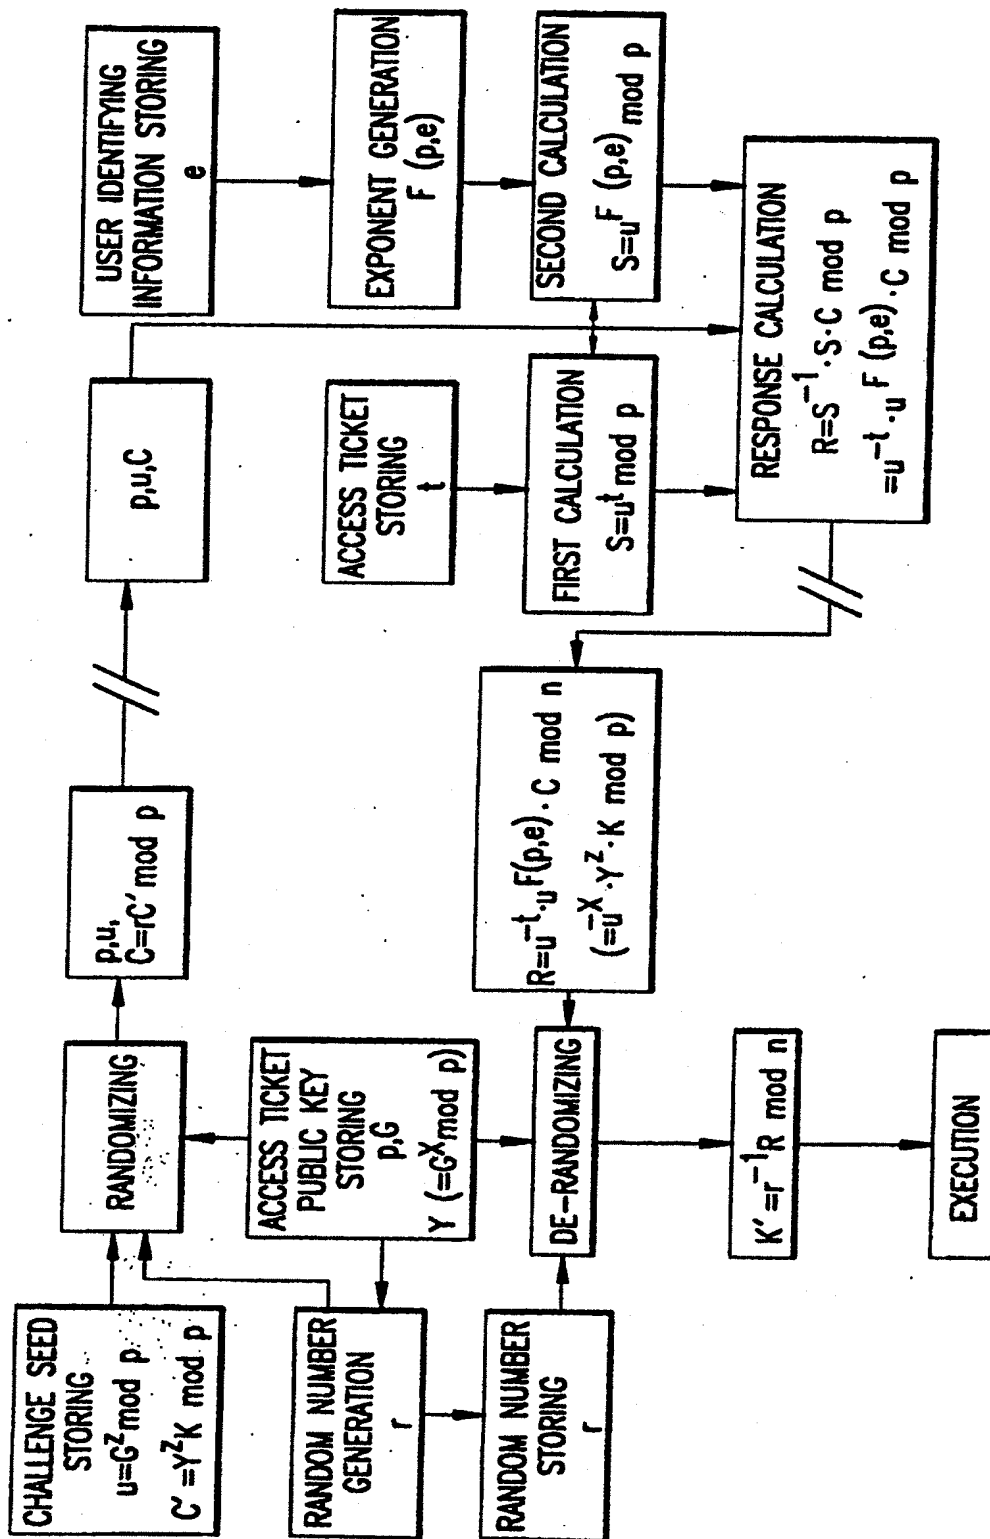 CHALLENGE SEED
STORING
u=G^Z mod p
C'=Y^Z K mod p
RANDOMIZING
p,u,
C=rC' mod p
p,u,C
USER IDENTIFYING
INFORMATION STORING
e
RANDOM NUMBER
GENERATION
r
ACCESS TICKET
PUBLIC KEY
STORING
p,G
Y (=G^X mod p)
ACCESS TICKET
STORING
t
EXPONENT GENERATION
F (p,e)
RANDOM NUMBER
STORING
r
DE-RANDOMIZING
R=u^-t·u^F(p,e)·C mod n
(=u^-X·Y^Z·K mod p)
FIRST CALCULATION
S=u^t mod p
SECOND CALCULATION
S=u^F (p,e) mod p
K'=r^-1 R mod n
RESPONSE CALCULATION
R=S^-1·S·C mod p
=u^-t·u^F (p,e)·C mod p
EXECUTION